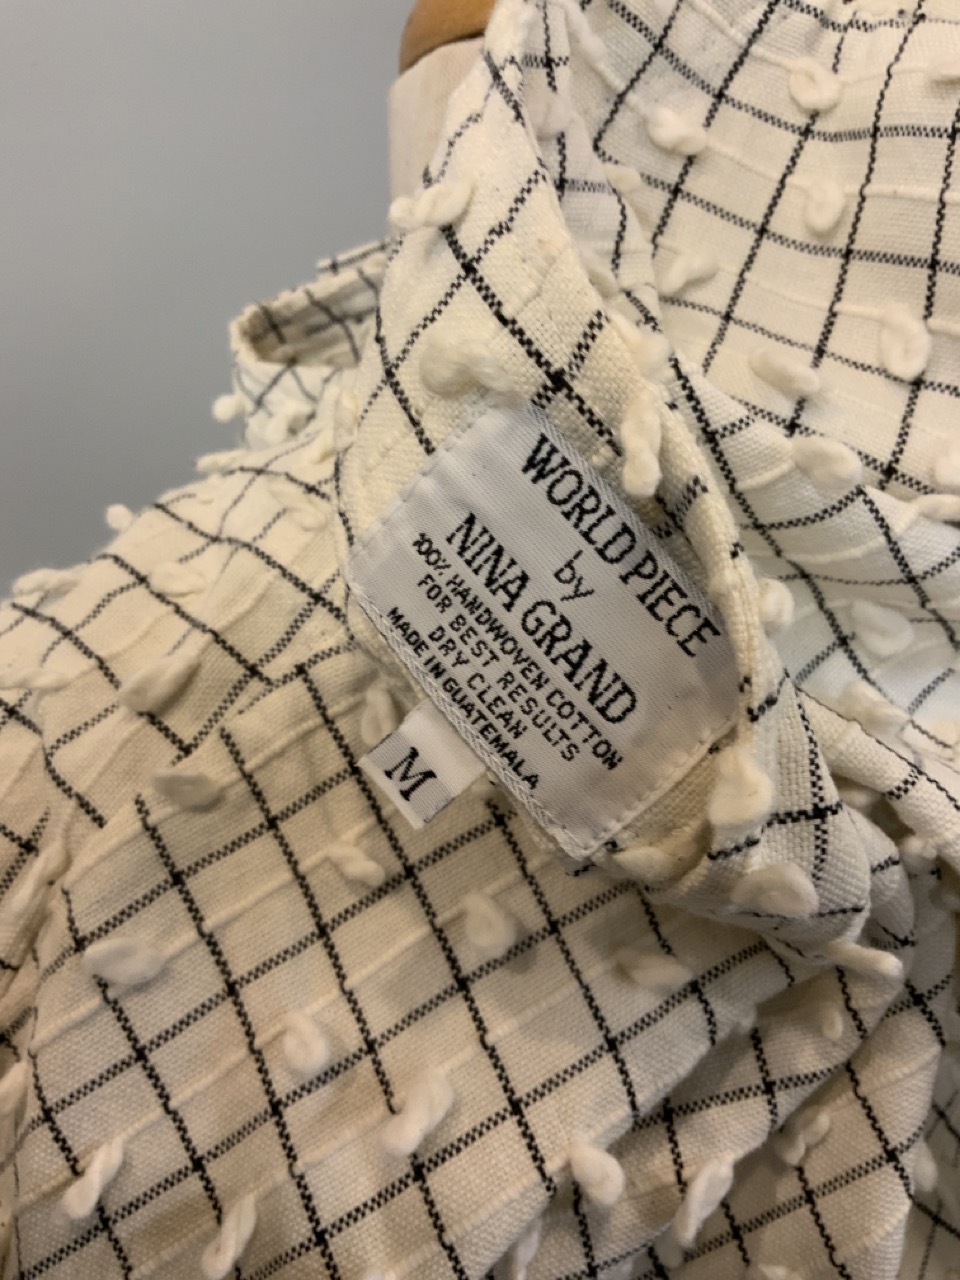 WORLD PIECE
by
NINA GRAND
100% HANDWOVEN COTTON
FOR BEST RESULTS
DRY CLEAN
MADE IN GUATEMALA
M